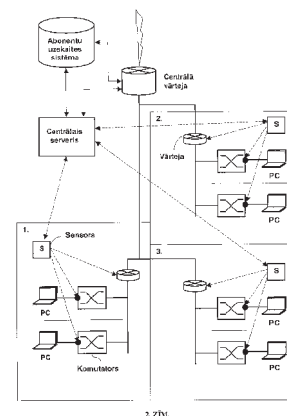 Abonentu
uzskaites
sistēma
Centrālā
vārteja
Centrālais
serveris
2.
S
Vārteja
PC
PC
1.
Sensors
S
3.
S
PC
PC
Komutators
PC
PC
2. ZĪM.